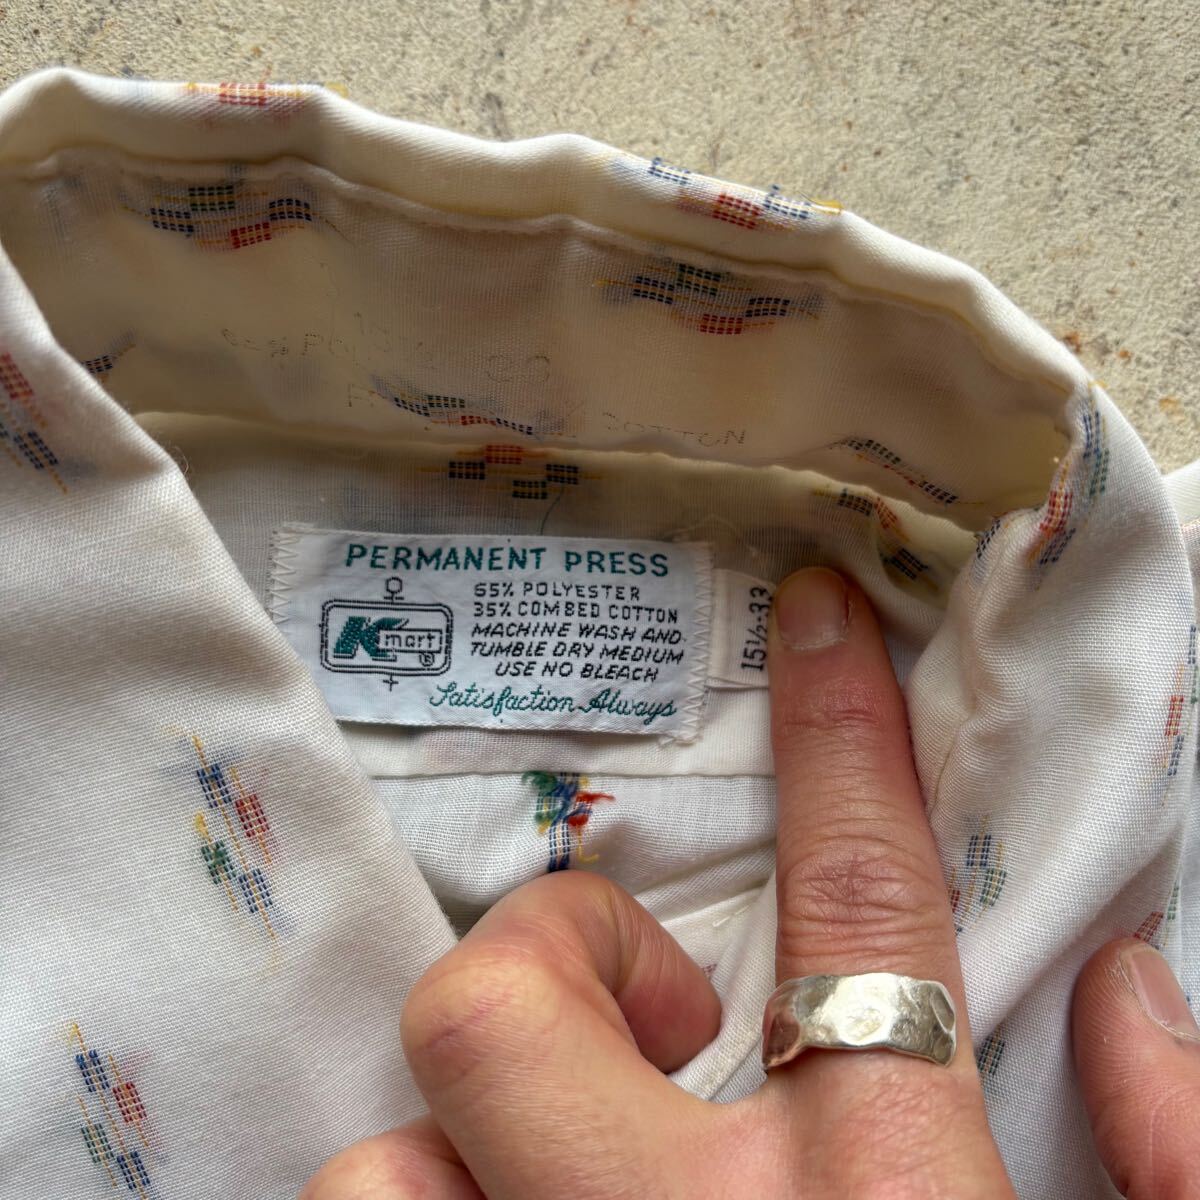 COTTON
PERMANENT PRESS
65% POLYESTER
35% COMBED COTTON
MACHINE WASH AND
TUMBLE DRY MEDIUM
USE NO BLEACH
Satisfaction Always
Kmart ®
15½-33